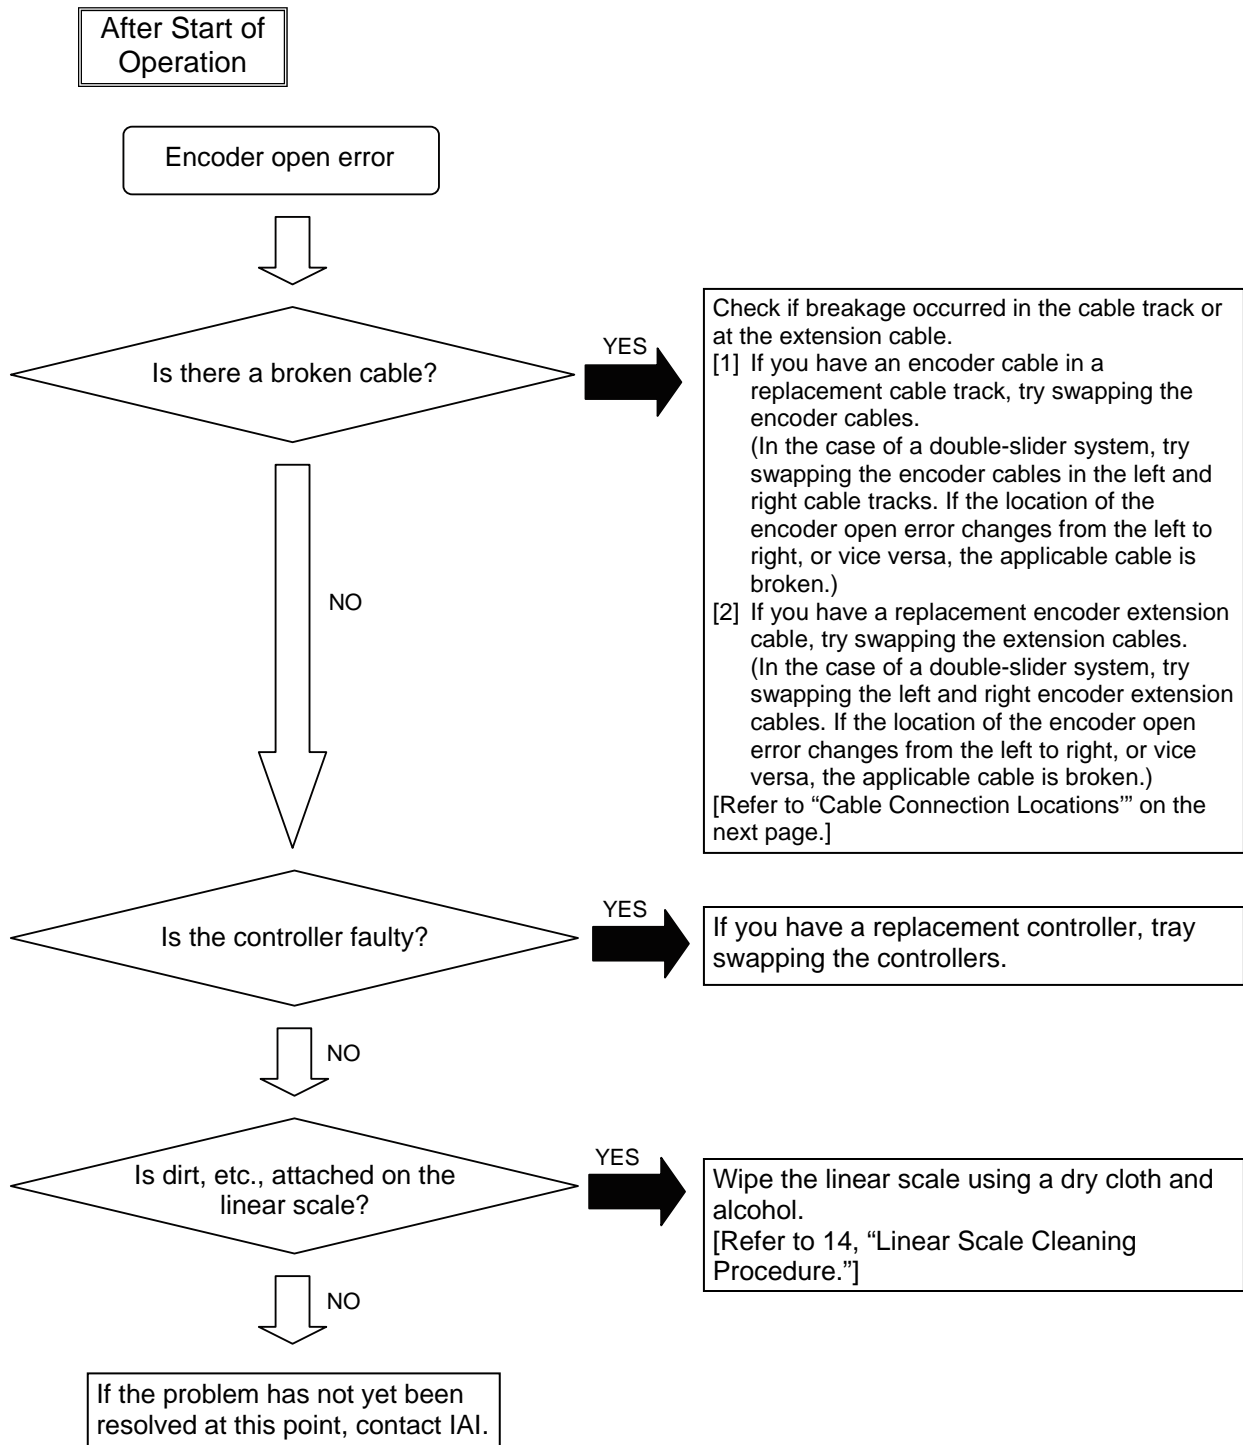 After Start of
Operation
Encoder open error
Is there a broken cable?
YES
Check if breakage occurred in the cable track or
at the extension cable.
[1] If you have an encoder cable in a
replacement cable track, try swapping the
encoder cables.
(In the case of a double-slider system, try
swapping the encoder cables in the left and
right cable tracks. If the location of the
encoder open error changes from the left to
right, or vice versa, the applicable cable is
broken.)
[2] If you have a replacement encoder extension
cable, try swapping the extension cables.
(In the case of a double-slider system, try
swapping the left and right encoder extension
cables. If the location of the encoder open
error changes from the left to right, or vice
versa, the applicable cable is broken.)
[Refer to “Cable Connection Locations’” on the
next page.]
NO
Is the controller faulty?
YES
If you have a replacement controller, tray
swapping the controllers.
NO
Is dirt, etc., attached on the
linear scale?
YES
Wipe the linear scale using a dry cloth and
alcohol.
[Refer to 14, “Linear Scale Cleaning
Procedure.”]
NO
If the problem has not yet been
resolved at this point, contact IAI.